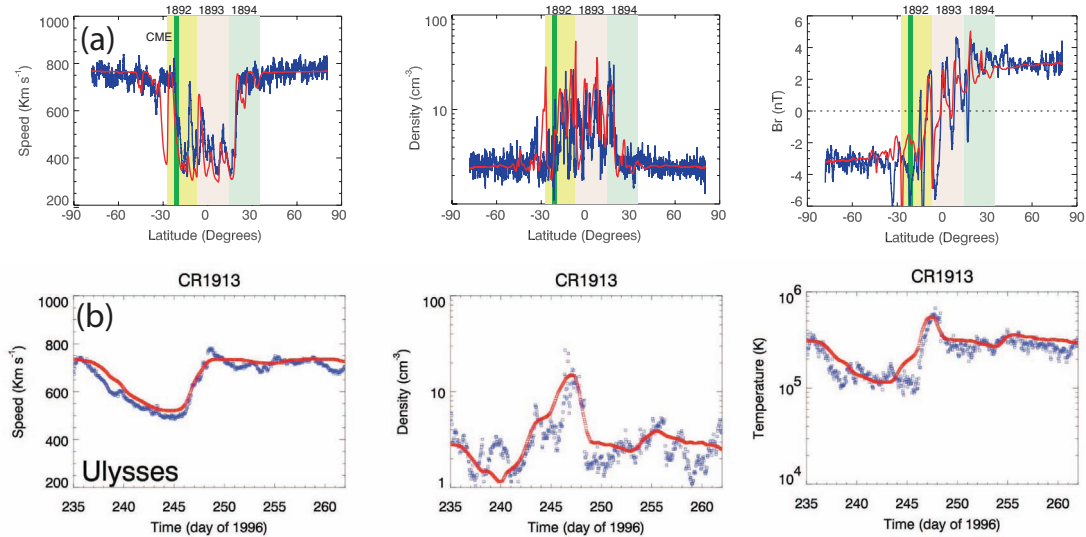 1892 1893 1894
1892 1893 1894
1892 1893 1894
(a)
CME
Speed (Km s⁻¹)
1000
800
600
400
200
-90 -60 -30 0 30 60 90
Latitude (Degrees)
Density (cm⁻³)
100
10
1
-90 -60 -30 0 30 60 90
Latitude (Degrees)
Br (nT)
6
4
2
0
-2
-4
-6
-90 -60 -30 0 30 60 90
Latitude (Degrees)
CR1913
(b)
Speed (Km s⁻¹)
1000
800
600
400
200
Ulysses
235 240 245 250 255 260
Time (day of 1996)
CR1913
Density (cm⁻³)
100
10
1
235 240 245 250 255 260
Time (day of 1996)
CR1913
Temperature (K)
10⁶
10⁵
10⁴
235 240 245 250 255 260
Time (day of 1996)